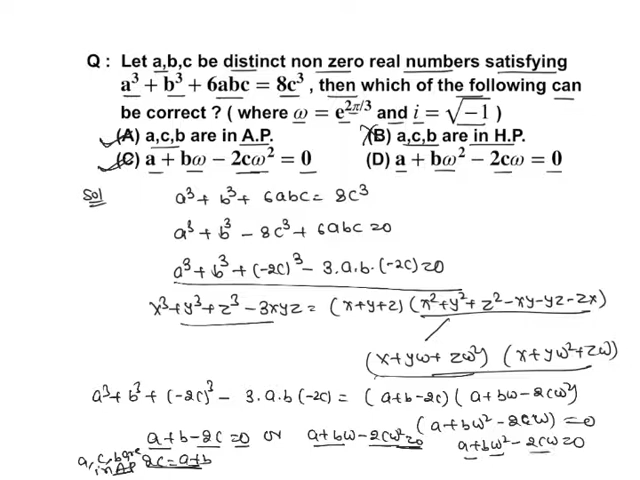 Q : Let a,b,c be distinct non zero real numbers satisfying
a³ + b³ + 6abc = 8c³ , then which of the following can
be correct ? ( where ω = e^2π/3 and i = √−1 )
(A) a,c,b are in A.P. (B) a,c,b are in H.P.
(C) a + bω − 2cω² = 0 (D) a + bω² − 2cω = 0
Sol
a³ + b³ + 6abc = 8c³
a³ + b³ − 8c³ + 6abc = 0
a³ + b³ + (−2c)³ − 3.a.b.(−2c) = 0
x³ + y³ + z³ − 3xyz = (x+y+z) (x² + y² + z² − xy − yz − zx)
(x + yω + zω²) (x + yω² + zω)
a³ + b³ + (−2c)³ − 3.a.b (−2c) = (a+b−2c) (a + bω − 2cω²)
(a + bω² − 2cω) = 0
a + b − 2c = 0 or a + bω − 2cω² = 0 a + bω² − 2cω = 0
a, c, b are
in AP 2c = a+b